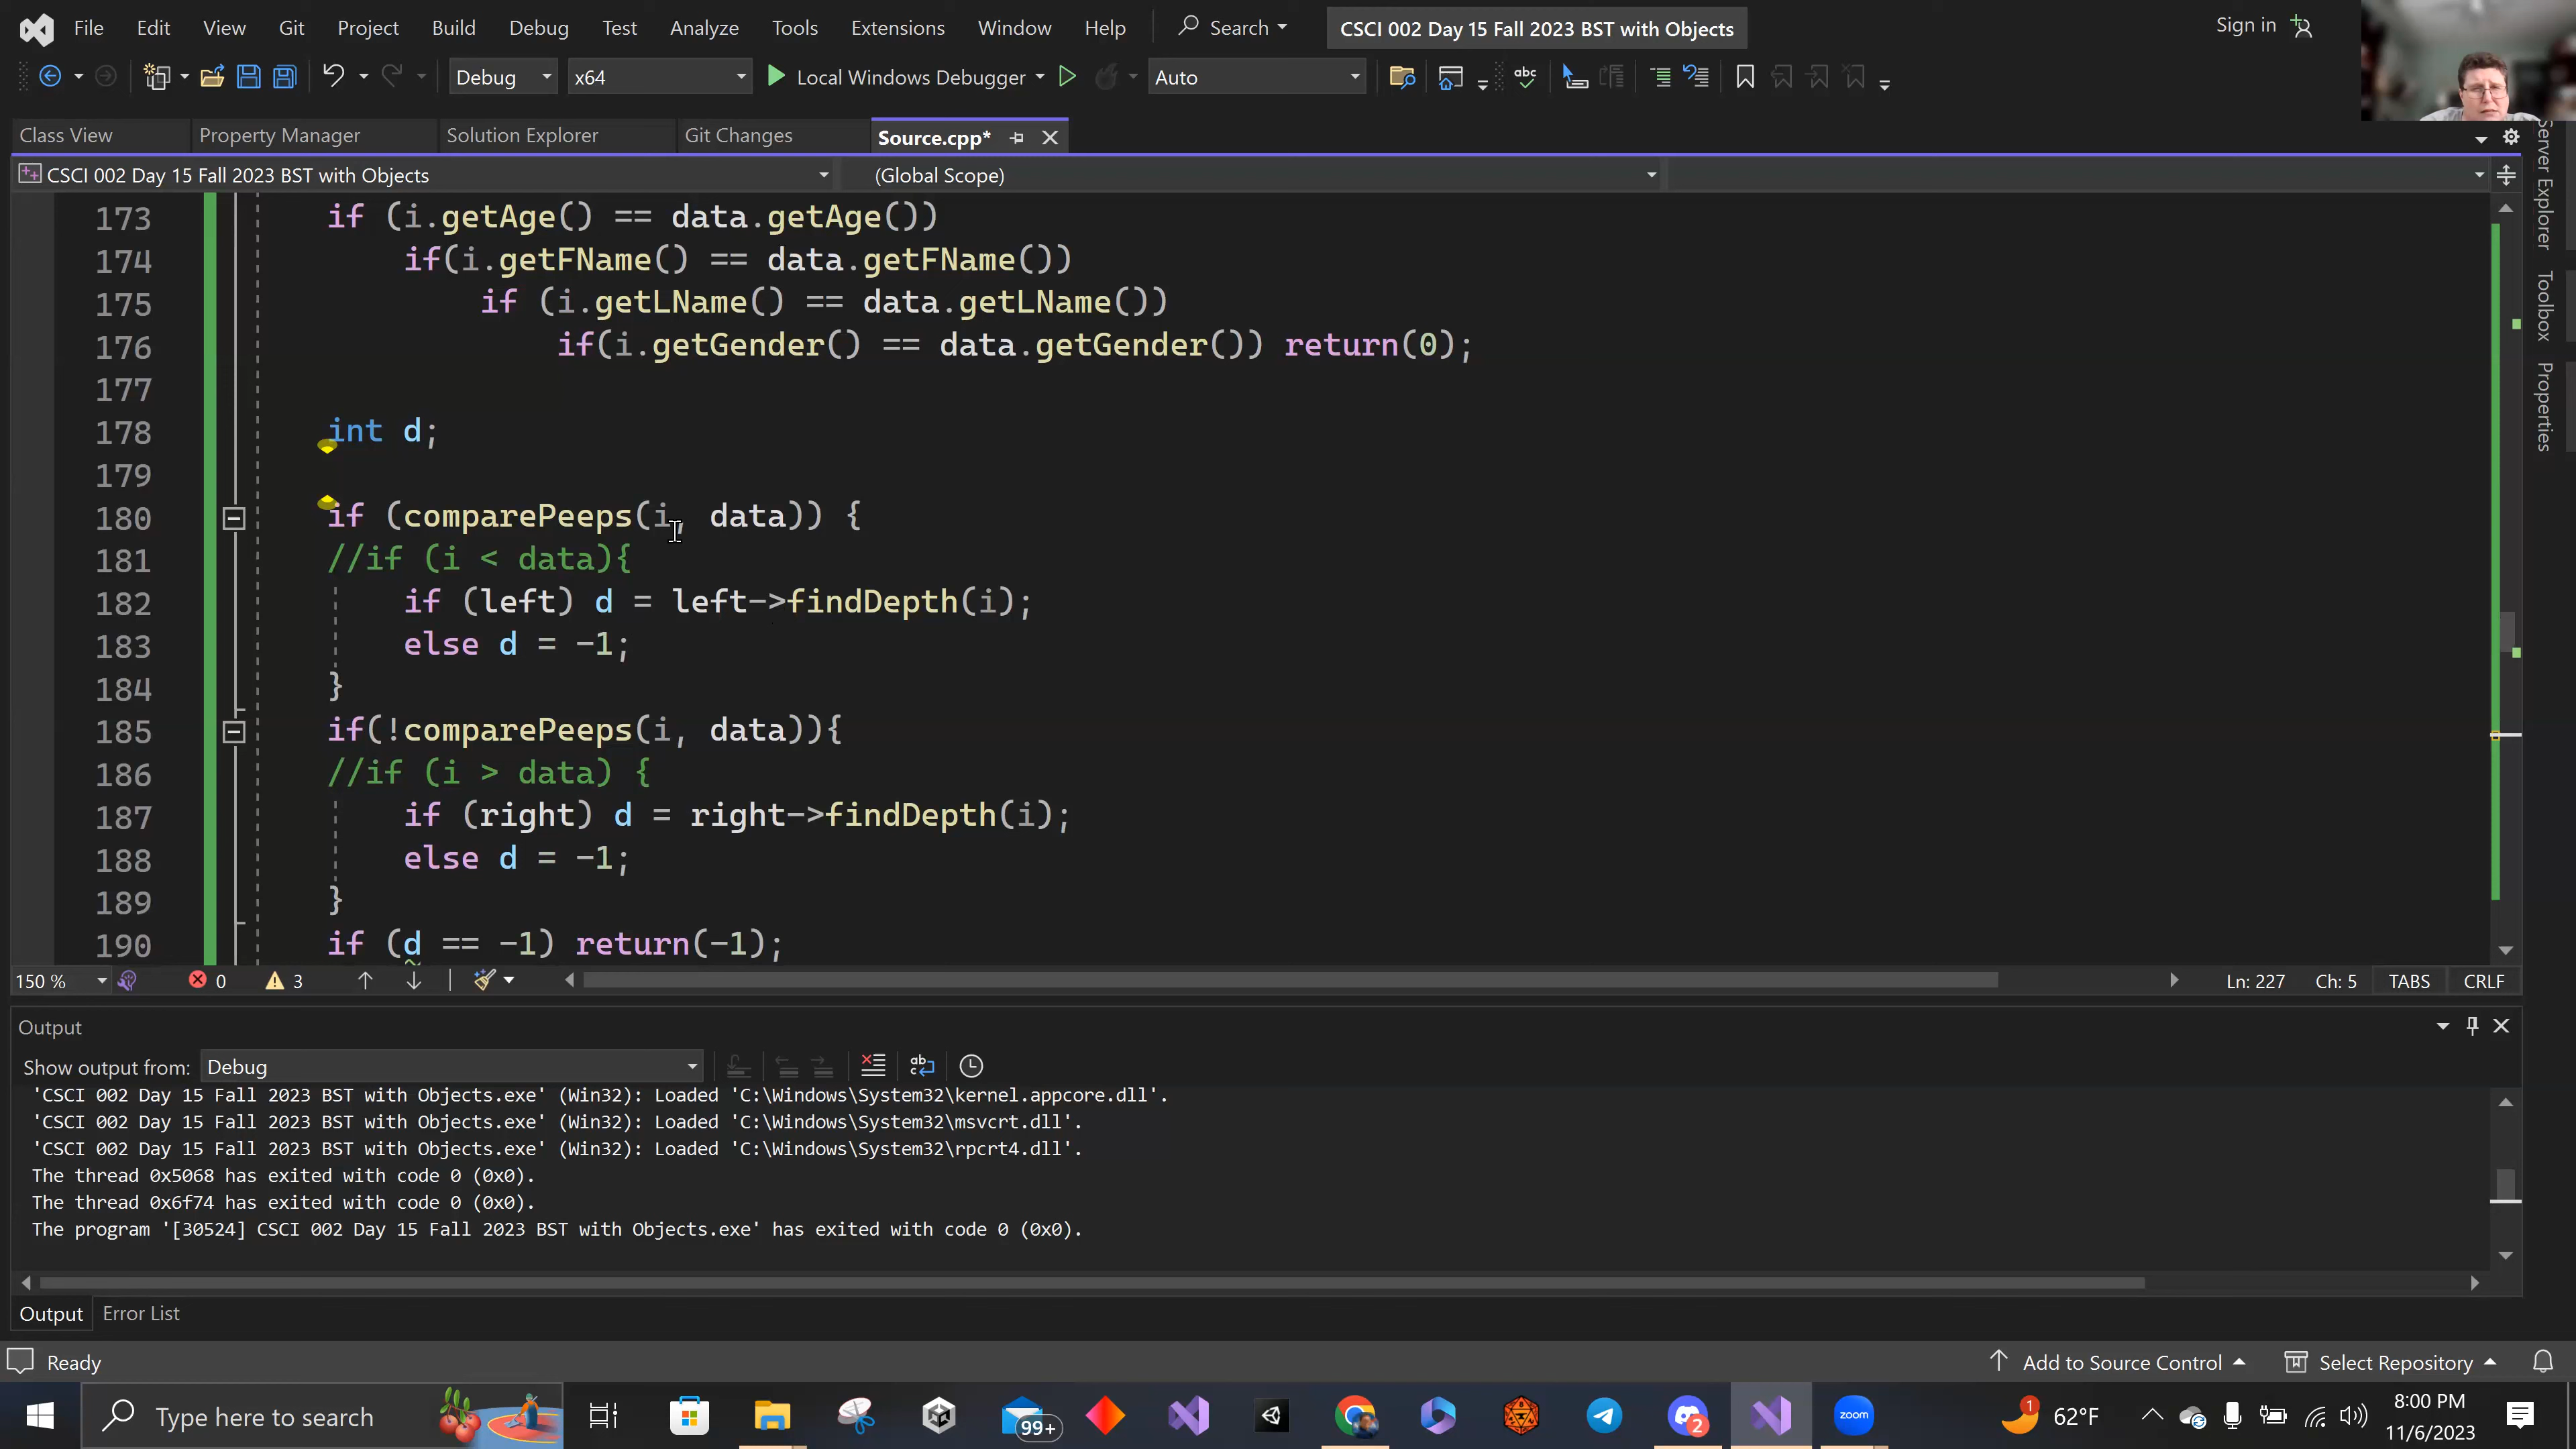 File Edit View Git Project Build Debug Test Analyze Tools Extensions Window Help Search CSCI 002 Day 15 Fall 2023 BST with Objects Sign in
Debug x64 Local Windows Debugger Auto
Class View Property Manager Solution Explorer Git Changes Source.cpp*
CSCI 002 Day 15 Fall 2023 BST with Objects (Global Scope)
173 if (i.getAge() == data.getAge())
174 if(i.getFName() == data.getFName())
175 if (i.getLName() == data.getLName())
176 if(i.getGender() == data.getGender()) return(0);
177
178 int d;
179
180 if (comparePeeps(i, data)) {
181 //if (i < data){
182 if (left) d = left->findDepth(i);
183 else d = -1;
184 }
185 if(!comparePeeps(i, data)){
186 //if (i > data) {
187 if (right) d = right->findDepth(i);
188 else d = -1;
189 }
190 if (d == -1) return(-1);
150 % 0 3 Ln: 227 Ch: 5 TABS CRLF
Output
Show output from: Debug
'CSCI 002 Day 15 Fall 2023 BST with Objects.exe' (Win32): Loaded 'C:\Windows\System32\kernel.appcore.dll'.
'CSCI 002 Day 15 Fall 2023 BST with Objects.exe' (Win32): Loaded 'C:\Windows\System32\msvcrt.dll'.
'CSCI 002 Day 15 Fall 2023 BST with Objects.exe' (Win32): Loaded 'C:\Windows\System32\rpcrt4.dll'.
The thread 0x5068 has exited with code 0 (0x0).
The thread 0x6f74 has exited with code 0 (0x0).
The program '[30524] CSCI 002 Day 15 Fall 2023 BST with Objects.exe' has exited with code 0 (0x0).
Output Error List
Ready Add to Source Control Select Repository
Type here to search 99+ 2 zoom 1 62°F 8:00 PM
11/6/2023
Server Explorer
Toolbox
Properties